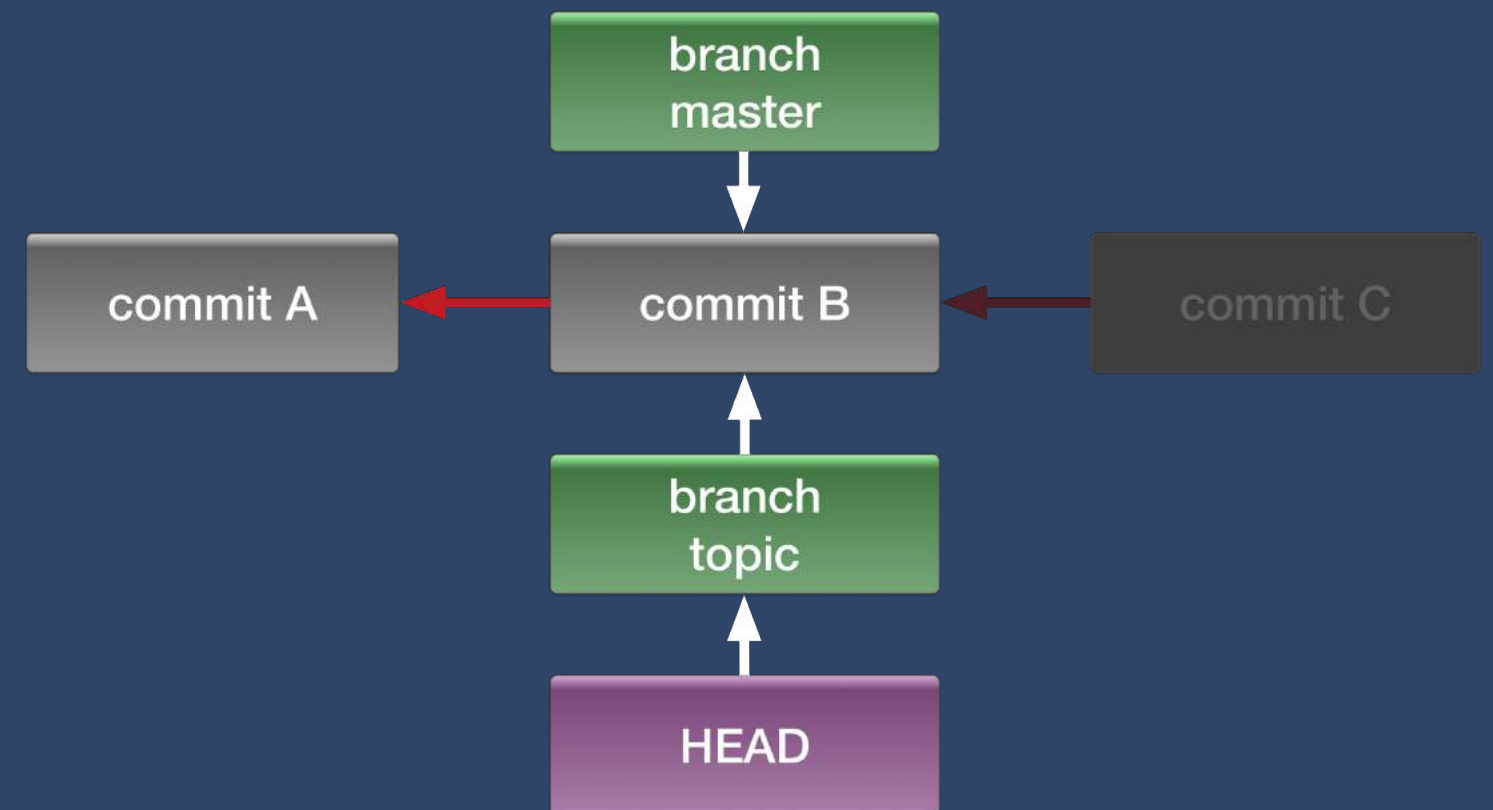 branch
master
commit A
commit B
commit C
branch
topic
HEAD